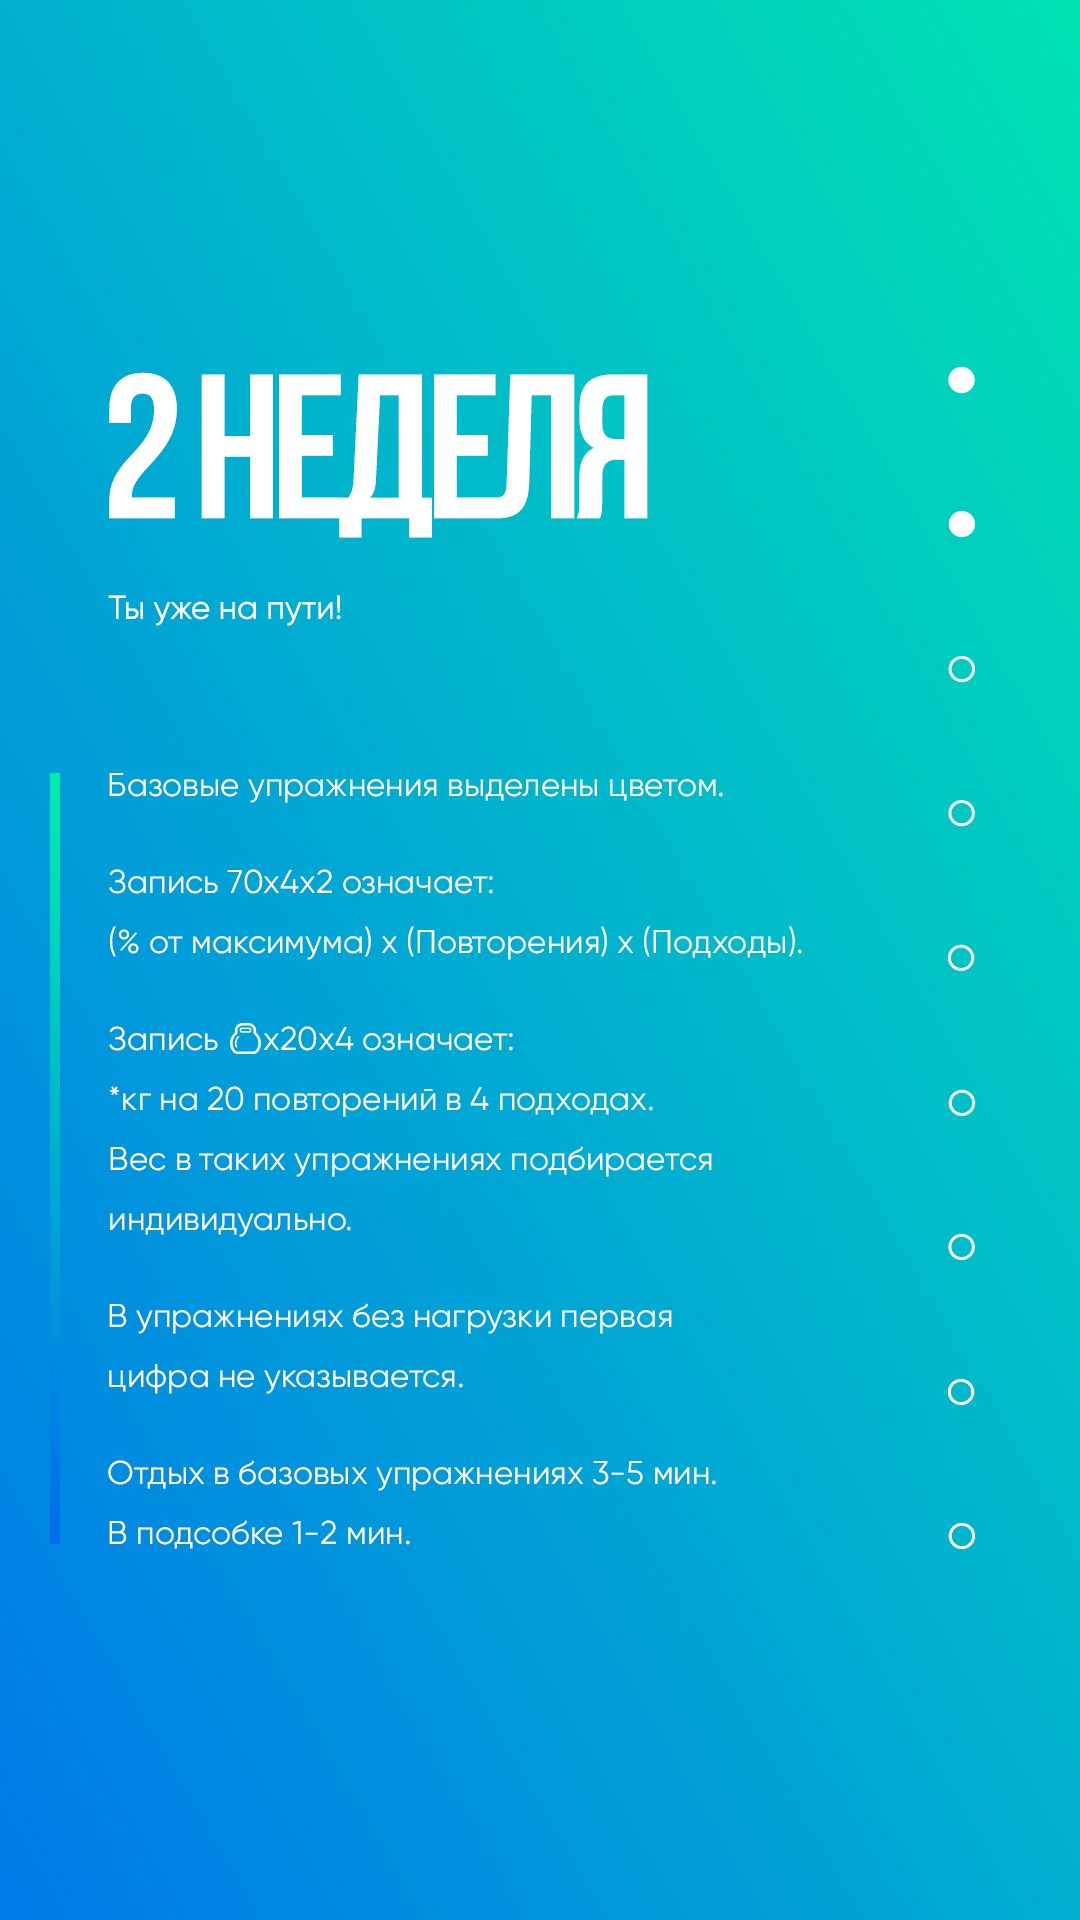 2 НЕДЕЛЯ
Ты уже на пути!
Базовые упражнения выделены цветом.
Запись 70х4х2 означает:
(% от максимума) х (Повторения) х (Подходы).
Запись х20х4 означает:
*кг на 20 повторений в 4 подходах.
Вес в таких упражнениях подбирается
индивидуально.
В упражнениях без нагрузки первая
цифра не указывается.
Отдых в базовых упражнениях 3-5 мин.
В подсобке 1-2 мин.